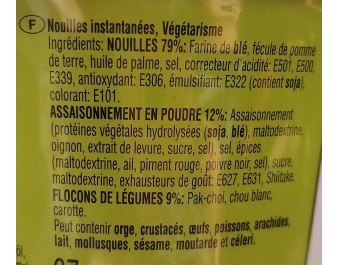 F Nouilles instantanées, Végétarisme
Ingrédients: NOUILLES 79%: Farine de blé, fécule de pomme
de terre, huile de palme, sel, correcteur d'acidité: E501, E500,
E339, antioxydant: E306, émulsifiant: E322 (contient soja),
colorant: E101.
ASSAISONNEMENT EN POUDRE 12%: Assaisonnement
(protéines végétales hydrolysées (soja, blé), maltodextrine,
oignon, extrait de levure, sucre, sel), sel, épices
(maltodextrine, ail, piment rouge, poivre noir, sel), sucre,
maltodextrine, exhausteurs de goût: E627, E631, Shiitake.
FLOCONS DE LÉGUMES 9%: Pak-choï, chou blanc,
carotte.
Peut contenir orge, crustacés, œufs, poissons, arachides,
lait, mollusques, sésame, moutarde et céleri.